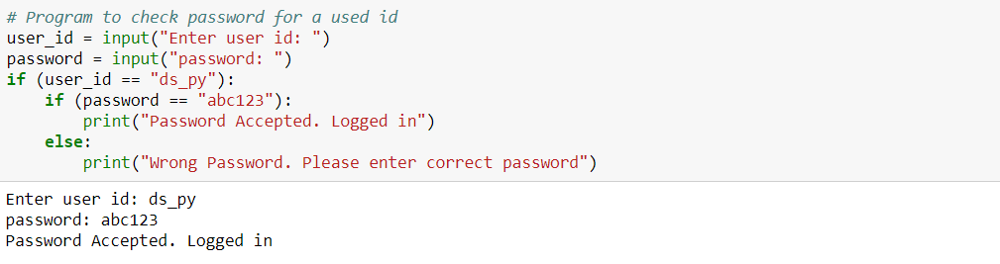 # Program to check password for a used id
user_id = input("Enter user id: ")
password = input("password: ")
if (user_id == "ds_py"):
    if (password == "abc123"):
        print("Password Accepted. Logged in")
    else:
        print("Wrong Password. Please enter correct password")
Enter user id: ds_py
password: abc123
Password Accepted. Logged in